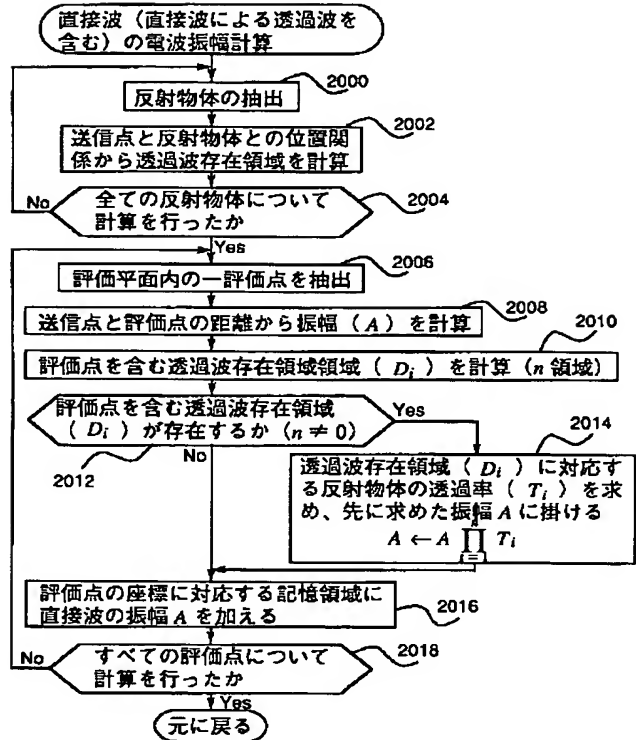 直接波（直接波による透過波を
含む）の電波振幅計算
2000
反射物体の抽出
2002
送信点と反射物体との位置関
係から透過波存在領域を計算
2004
全ての反射物体について
計算を行ったか
No
Yes
2006
評価平面内の一評価点を抽出
2008
送信点と評価点の距離から振幅（A）を計算
2010
評価点を含む透過波存在領域領域（Di）を計算（n 領域）
評価点を含む透過波存在領域
（Di）が存在するか（n ≠ 0）
Yes
No
2012
2014
透過波存在領域（Di）に対応す
る反射物体の透過率（Ti）を求
め、先に求めた振幅 A に掛ける
A ← A ∏ Ti
i = 1
評価点の座標に対応する記憶領域に
直接波の振幅 A を加える
2016
すべての評価点について
計算を行ったか
2018
No
Yes
元に戻る